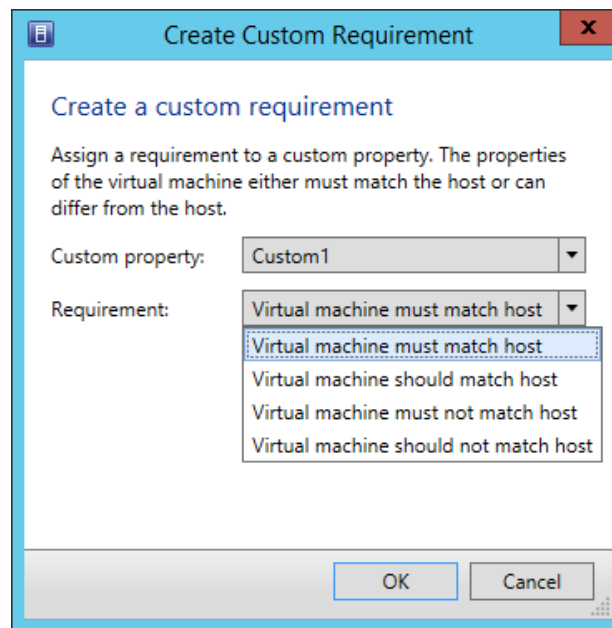 Create Custom Requirement
x
Create a custom requirement
Assign a requirement to a custom property. The properties
of the virtual machine either must match the host or can
differ from the host.
Custom property: Custom1
Requirement: Virtual machine must match host
Virtual machine must match host
Virtual machine should match host
Virtual machine must not match host
Virtual machine should not match host
OK Cancel